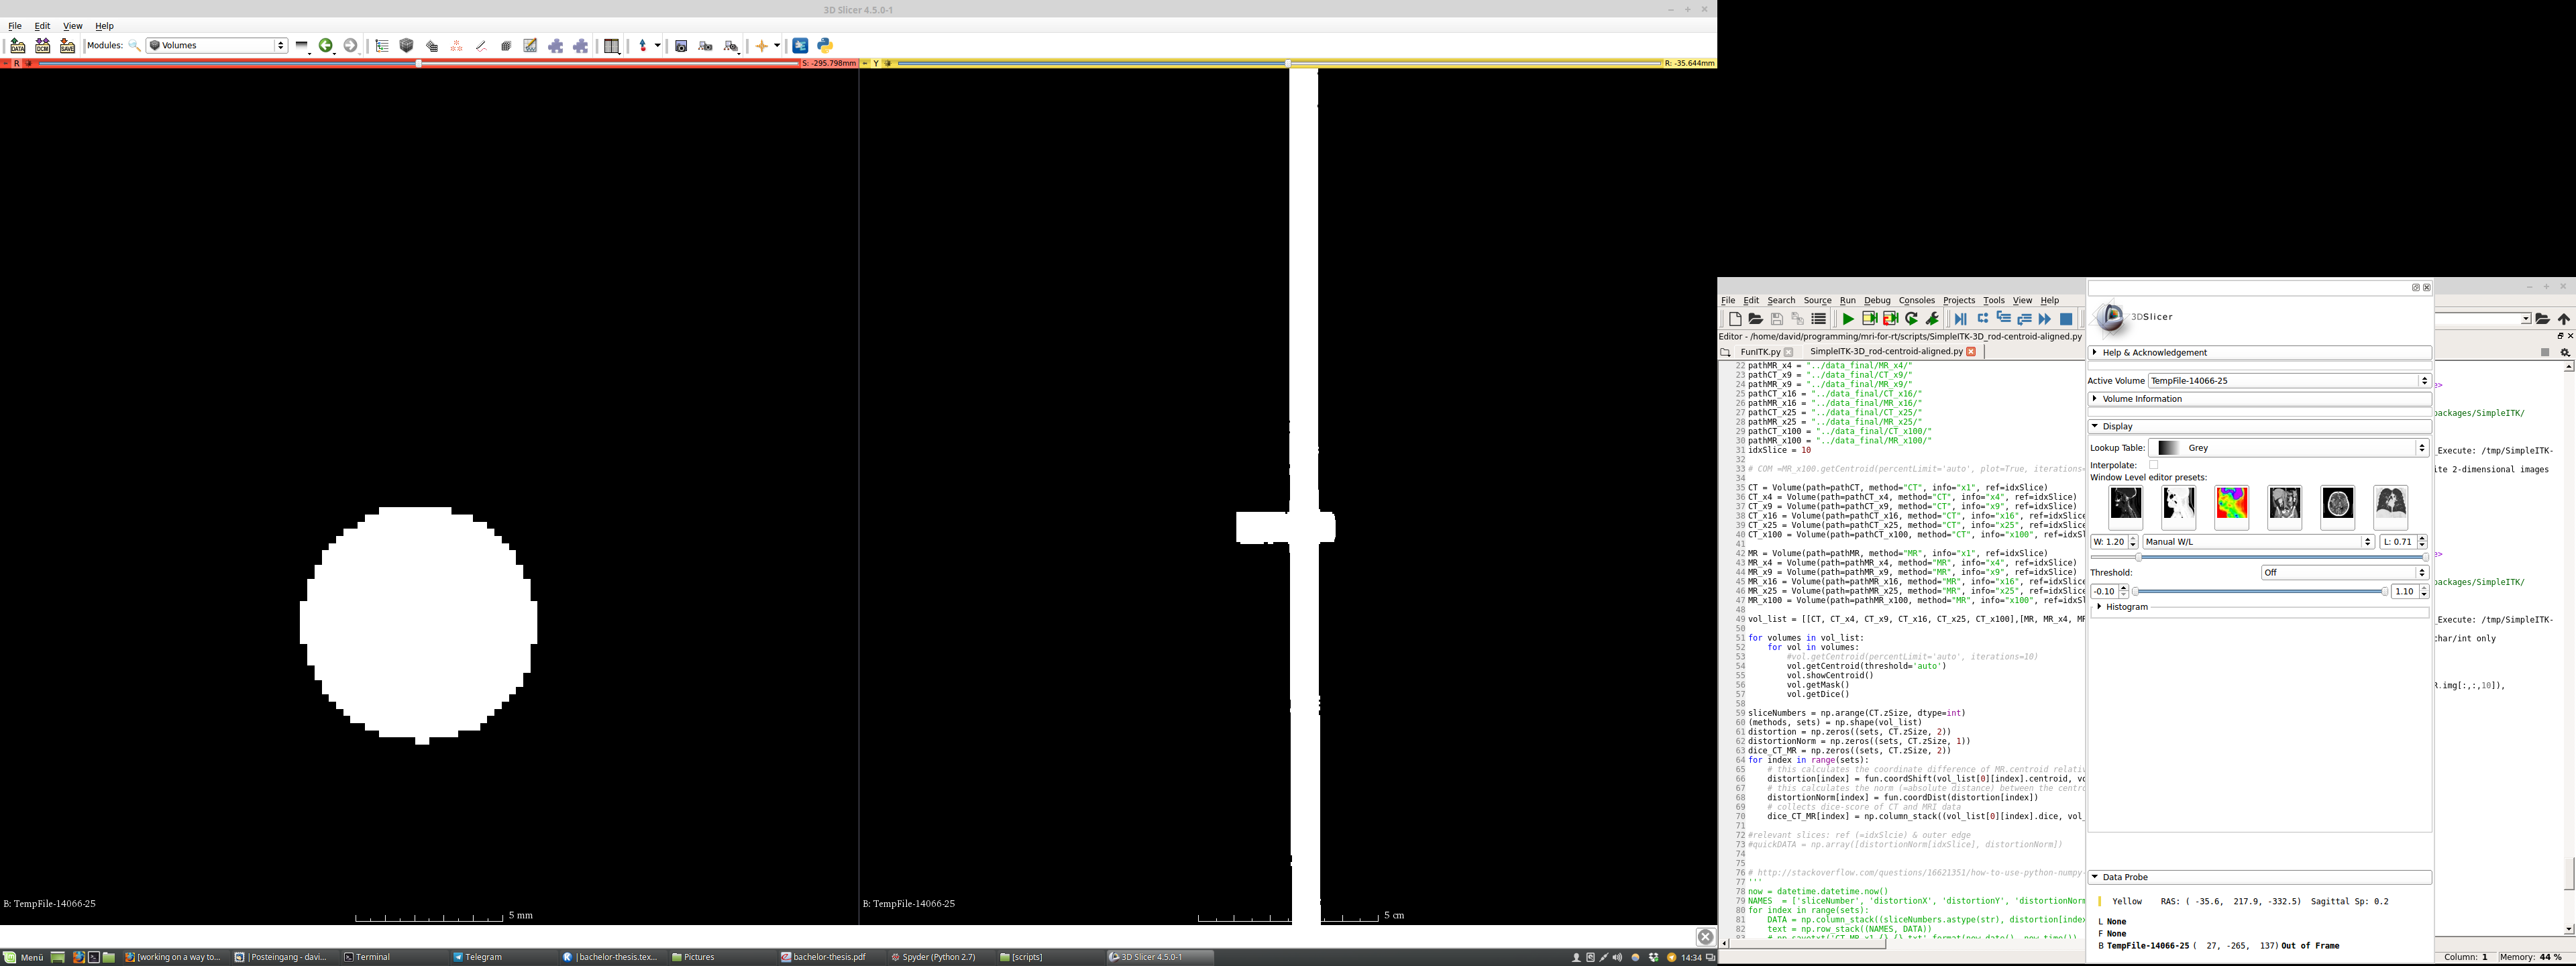 3D Slicer 4.5.0-1
File Edit View Help
DATA DCM SAVE Modules: Volumes
R S: -295.798mm Y R: -35.644mm
B: TempFile-14066-25 5 mm
B: TempFile-14066-25 5 cm
File Edit Search Source Run Debug Consoles Projects Tools View Help
Editor - /home/david/programming/mri-for-rt/scripts/SimpleITK-3D_rod-centroid-aligned.py
FunITK.py SimpleITK-3D_rod-centroid-aligned.py
22 pathMR_x4 = "../data_final/MR_x4/"
23 pathCT_x9 = "../data_final/CT_x9/"
24 pathMR_x9 = "../data_final/MR_x9/"
25 pathCT_x16 = "../data_final/CT_x16/"
26 pathMR_x16 = "../data_final/MR_x16/"
27 pathCT_x25 = "../data_final/CT_x25/"
28 pathMR_x25 = "../data_final/MR_x25/"
29 pathCT_x100 = "../data_final/CT_x100/"
30 pathMR_x100 = "../data_final/MR_x100/"
31 idxSlice = 10
32
33 # COM =MR_x100.getCentroid(percentLimit='auto', plot=True, iterations=
34
35 CT = Volume(path=pathCT, method="CT", info="x1", ref=idxSlice)
36 CT_x4 = Volume(path=pathCT_x4, method="CT", info="x4", ref=idxSlice)
37 CT_x9 = Volume(path=pathCT_x9, method="CT", info="x9", ref=idxSlice)
38 CT_x16 = Volume(path=pathCT_x16, method="CT", info="x16", ref=idxSl
39 CT_x25 = Volume(path=pathCT_x25, method="CT", info="x25", ref=idxSl
40 CT_x100 = Volume(path=pathCT_x100, method="CT", info="x100", ref=idxS
41
42 MR = Volume(path=pathMR, method="MR", info="x1", ref=idxSlice)
43 MR_x4 = Volume(path=pathMR_x4, method="MR", info="x4", ref=idxSlice)
44 MR_x9 = Volume(path=pathMR_x9, method="MR", info="x9", ref=idxSlice)
45 MR_x16 = Volume(path=pathMR_x16, method="MR", info="x16", ref=idxSl
46 MR_x25 = Volume(path=pathMR_x25, method="MR", info="x25", ref=idxSl
47 MR_x100 = Volume(path=pathMR_x100, method="MR", info="x100", ref=idxS
48
49 vol_list = [[CT, CT_x4, CT_x9, CT_x16, CT_x25, CT_x100],[MR, MR_x4, MR
50
51 for volumes in vol_list:
52 for vol in volumes:
53 #vol.getCentroid(percentLimit='auto', iterations=10)
54 vol.getCentroid(threshold='auto')
55 vol.showCentroid()
56 vol.getMask()
57 vol.getDice()
58
59 sliceNumbers = np.arange(CT.zSize, dtype=int)
60 (methods, sets) = np.shape(vol_list)
61 distortion = np.zeros((sets, CT.zSize, 2))
62 distortionNorm = np.zeros((sets, CT.zSize, 1))
63 dice_CT_MR = np.zeros((sets, CT.zSize, 2))
64 for index in range(sets):
65 # this calculates the coordinate difference of MR.centroid relativ
66 distortion[index] = fun.coordShift(vol_list[0][index].centroid, vo
67 # this calculates the norm (=absolute distance) between the centro
68 distortionNorm[index] = fun.coordDist(distortion[index])
69 # collects dice-score of CT and MRI data
70 dice_CT_MR[index] = np.column_stack((vol_list[0][index].dice, vol_
71
72 #relevant slices: ref (=idxSlcie) & outer edge
73 #quickDATA = np.array([distortionNorm[idxSlice], distortionNorm])
74
75
76 # http://stackoverflow.com/questions/16621351/how-to-use-python-numpy-
77 '''
78 now = datetime.datetime.now()
79 NAMES = ['sliceNumber', 'distortionX', 'distortionY', 'distortionNorm
80 for index in range(sets):
81 DATA = np.column_stack((sliceNumbers.astype(str), distortion[index
82 text = np.row_stack((NAMES, DATA))
3DSlicer
Help & Acknowledgement
Active Volume TempFile-14066-25
Volume Information
Display
Lookup Table: Grey
Interpolate:
Window Level editor presets:
W: 1.20 Manual W/L L: 0.71
Threshold: Off
-0.10 1.10
Histogram
Data Probe
Yellow RAS: ( -35.6, 217.9, -332.5) Sagittal Sp: 0.2
L None
F None
B TempFile-14066-25 ( 27, -265, 137) Out of Frame
packages/SimpleITK/
_Execute: /tmp/SimpleITK-
ite 2-dimensional images
packages/SimpleITK/
_Execute: /tmp/SimpleITK-
char/int only
R.img[:,:,10]),
Column: 1 Memory: 44 %
Menü [working on a way to... |Posteingang - davi... Terminal Telegram |bachelor-thesis.tex... Pictures bachelor-thesis.pdf Spyder (Python 2.7) [scripts] 3D Slicer 4.5.0-1 14:34